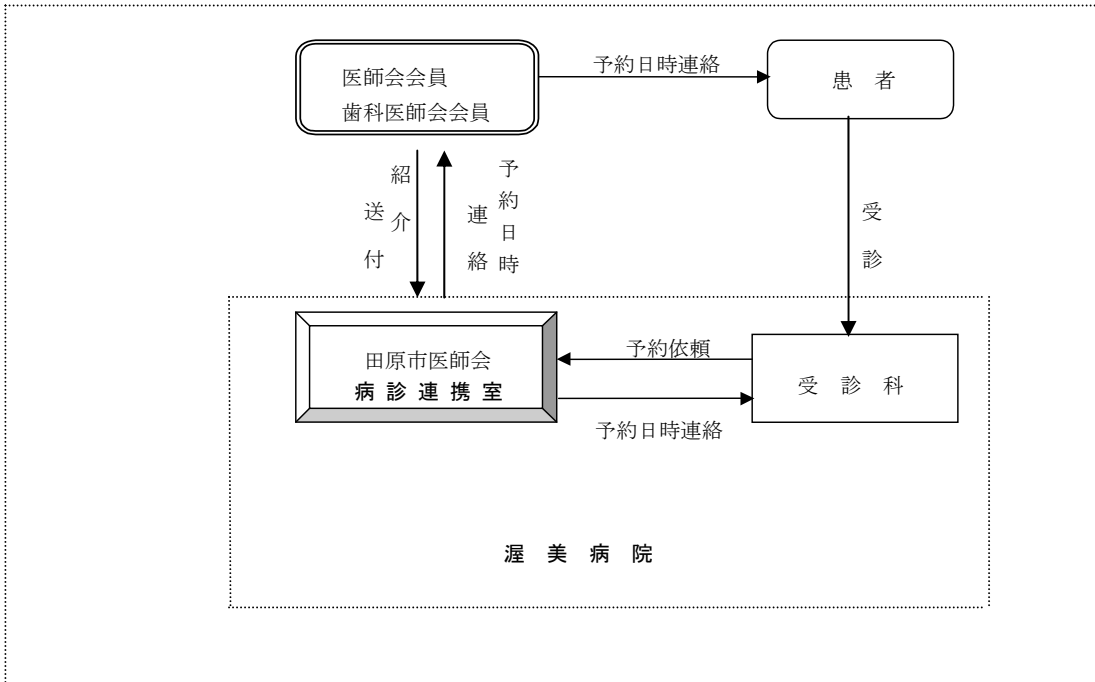 医師会会員
歯科医師会会員
予約日時連絡
患 者
紹介
送付
予約日時
連絡
受診
田原市医師会
病診連携室
予約依頼
予約日時連絡
受 診 科
渥 美 病 院